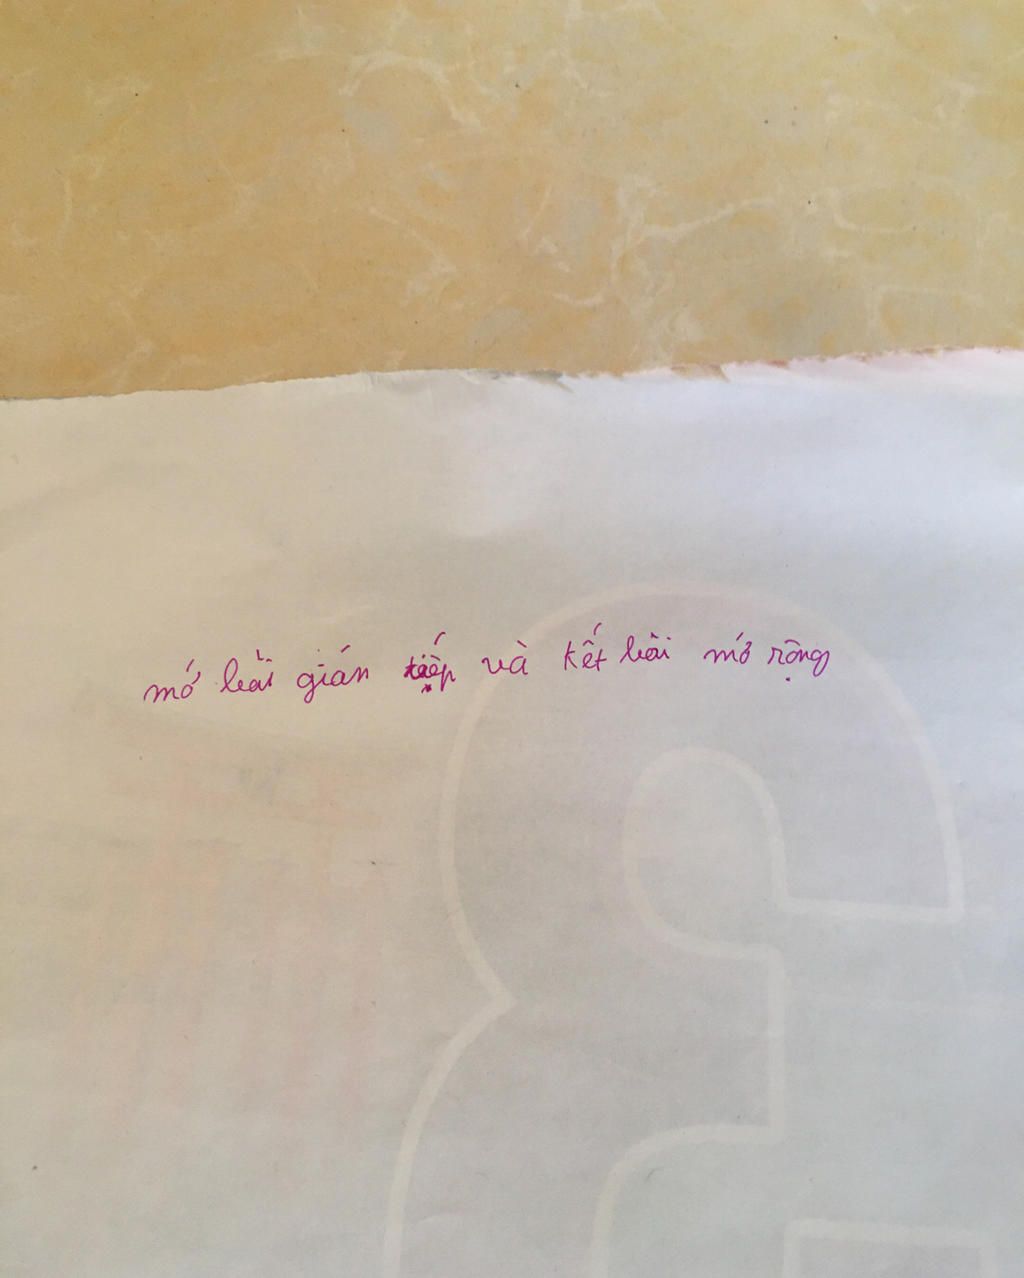 mở bài gián tiếp và kết bài mở rộng